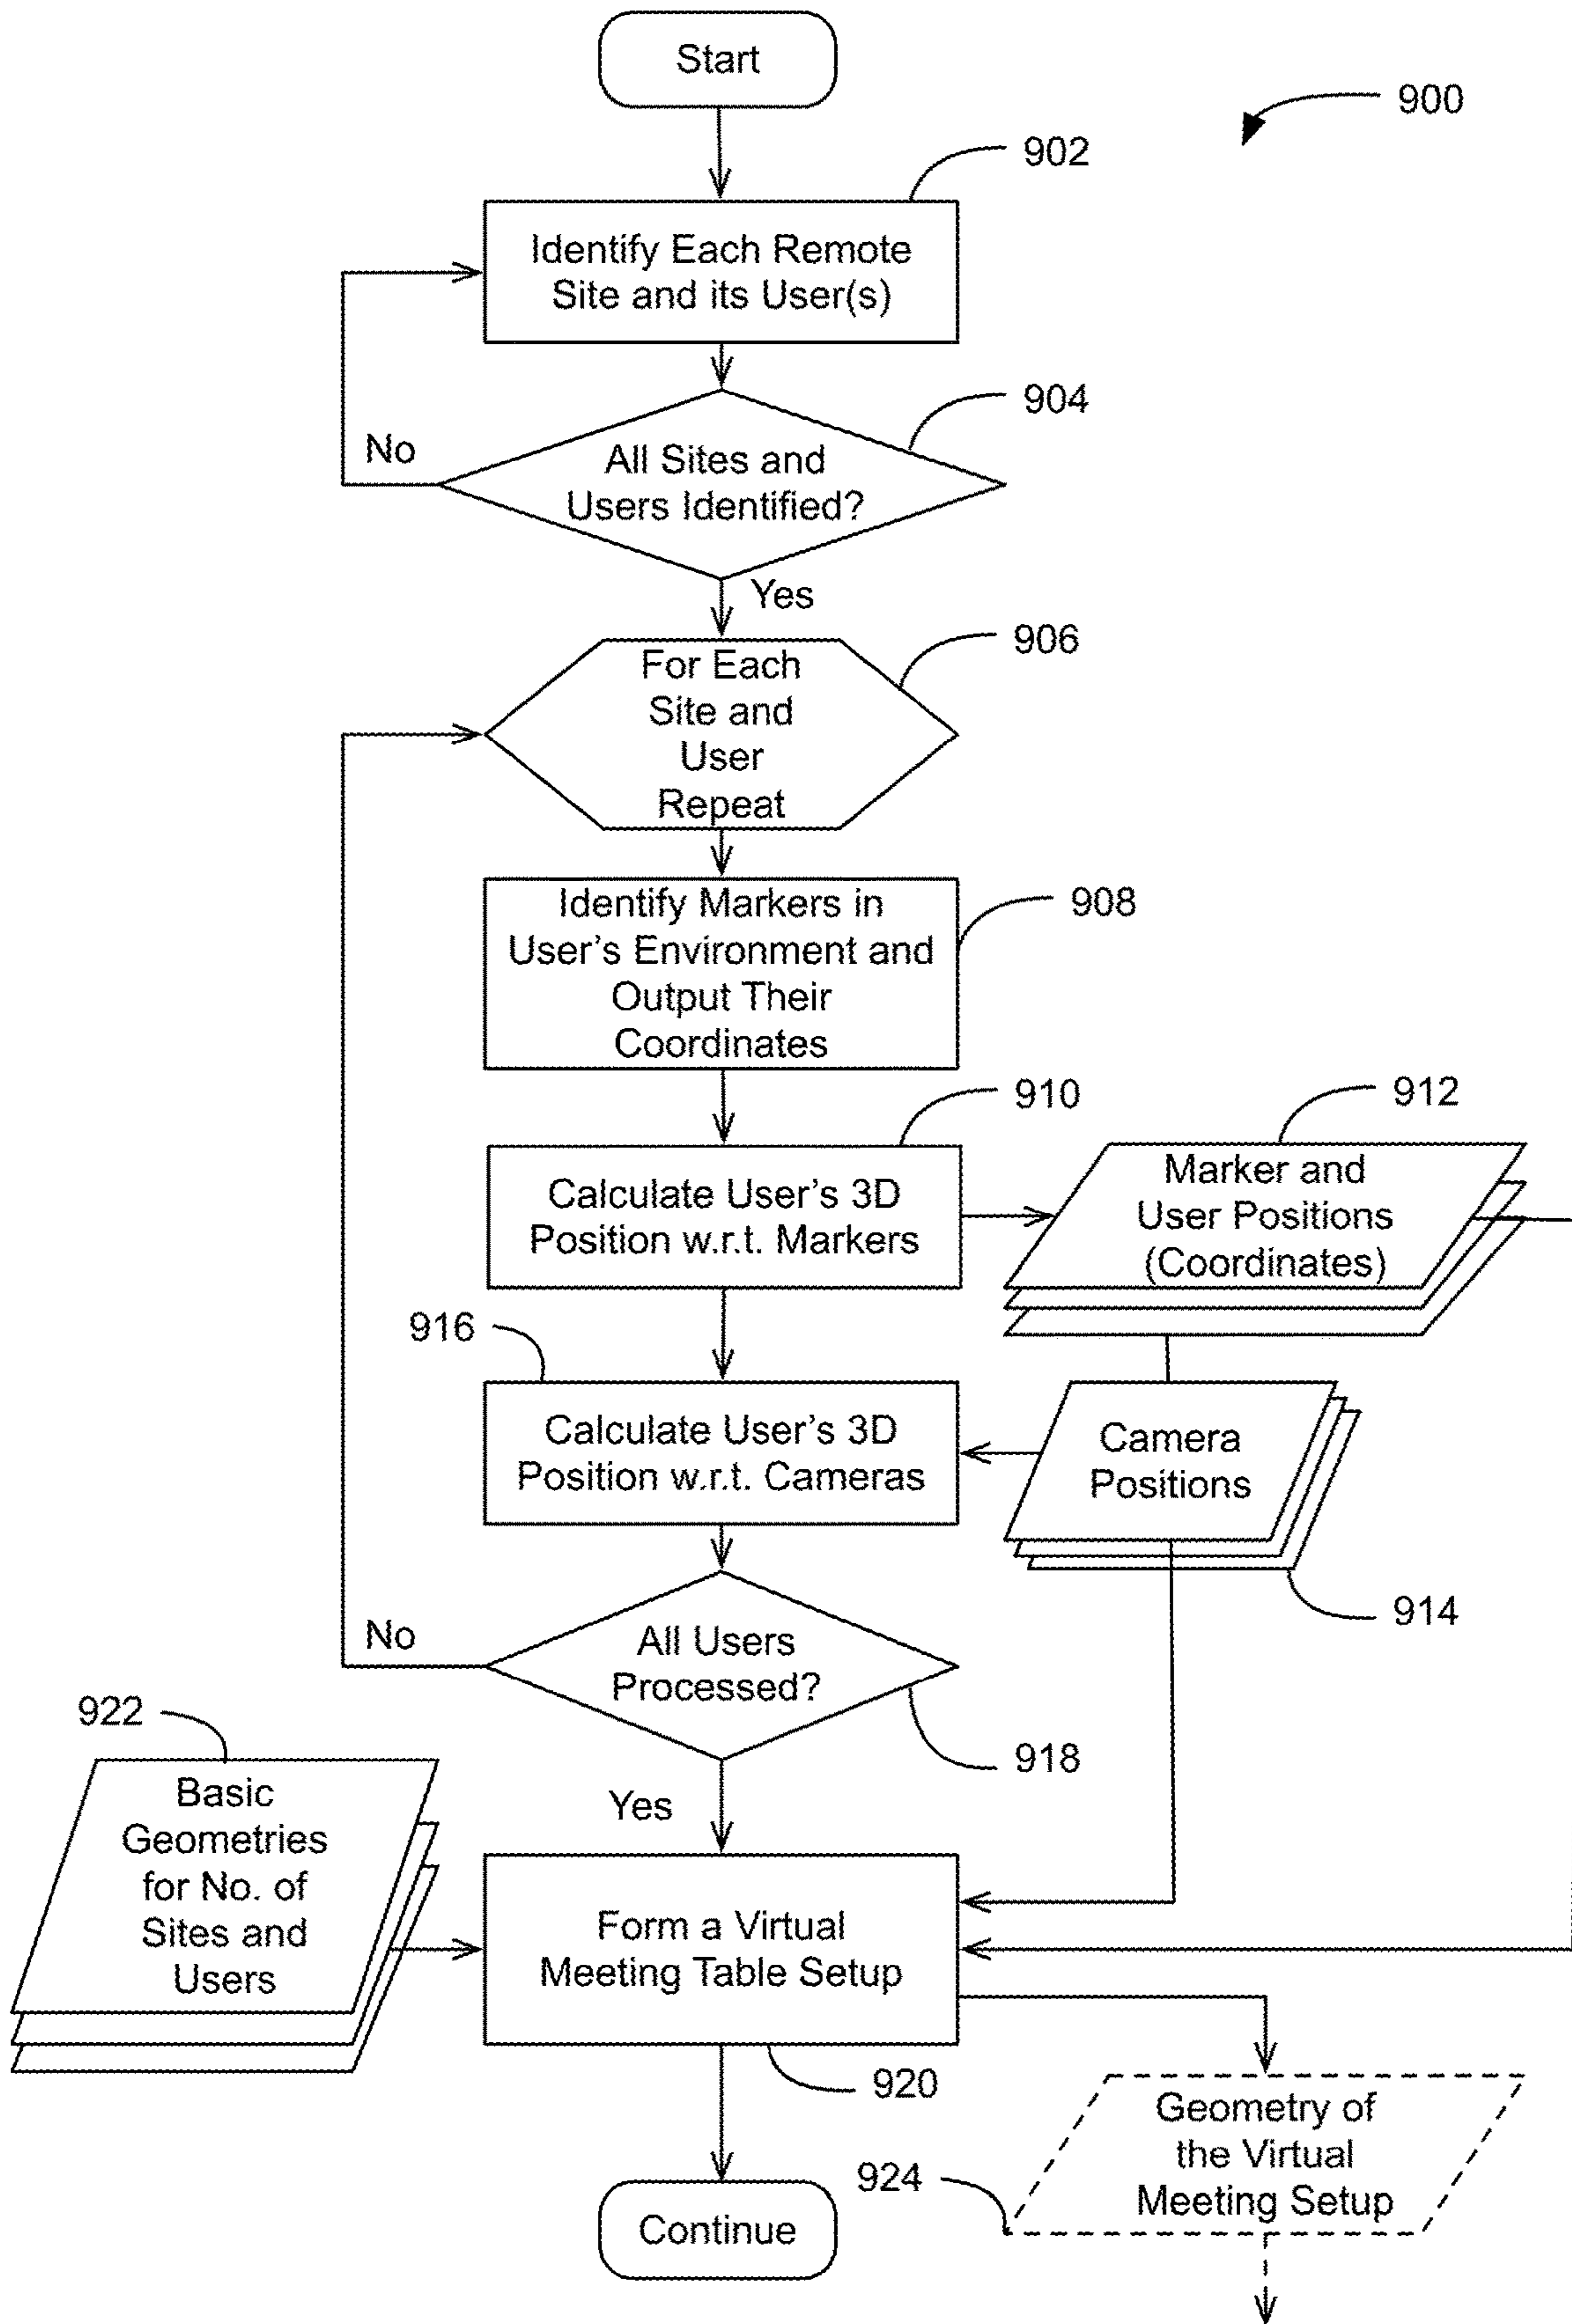 Start
900
902
Identify Each Remote
Site and its User(s)
904
No
All Sites and
Users Identified?
Yes
906
For Each
Site and
User
Repeat
908
Identify Markers in
User's Environment and
Output Their
Coordinates
910
912
Calculate User's 3D
Position w.r.t. Markers
Marker and
User Positions
(Coordinates)
916
Calculate User's 3D
Position w.r.t. Cameras
Camera
Positions
914
No
All Users
Processed?
918
922
Yes
Basic
Geometries
for No. of
Sites and
Users
Form a Virtual
Meeting Table Setup
920
Geometry of
the Virtual
Meeting Setup
924
Continue